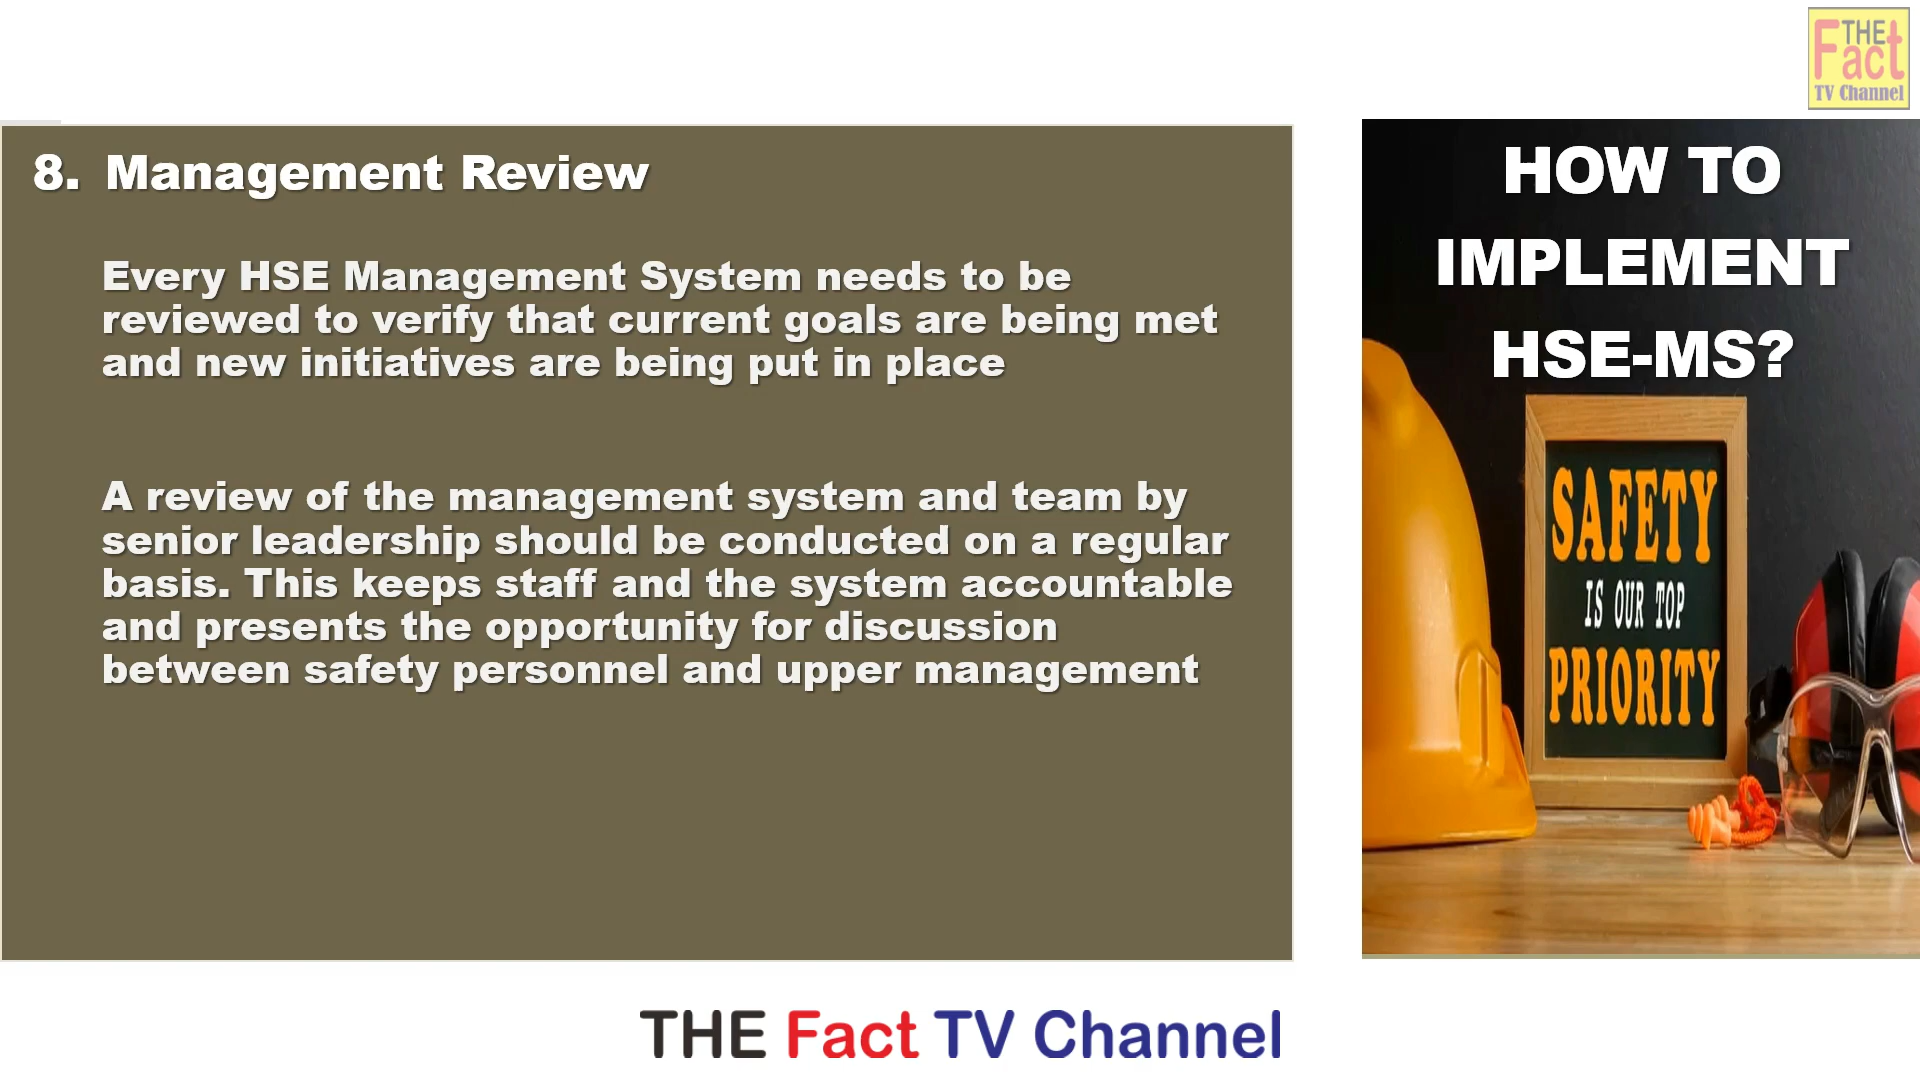 THE
Fact
TV Channel
8. Management Review
Every HSE Management System needs to be
reviewed to verify that current goals are being met
and new initiatives are being put in place
A review of the management system and team by
senior leadership should be conducted on a regular
basis. This keeps staff and the system accountable
and presents the opportunity for discussion
between safety personnel and upper management
HOW TO
IMPLEMENT
HSE-MS?
SAFETY
IS OUR TOP
PRIORITY
THE Fact TV Channel